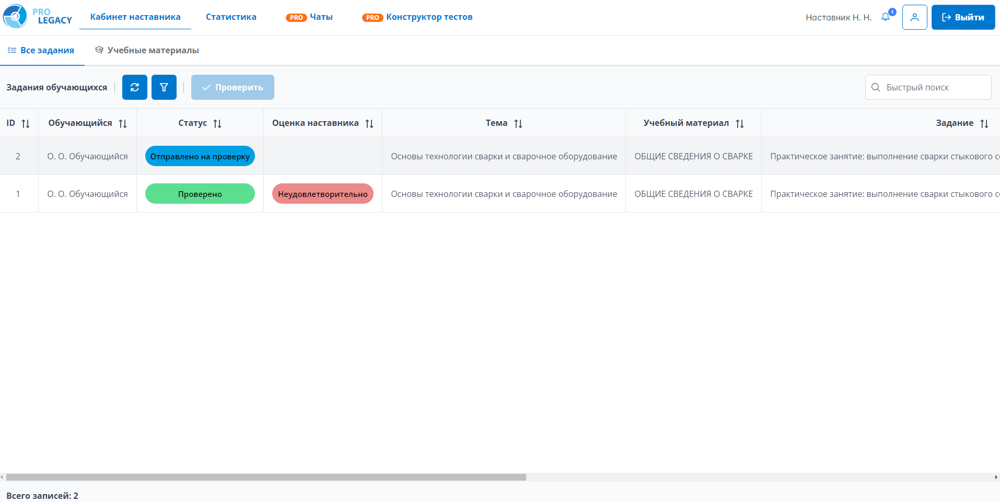 PRO LEGACY
Кабинет наставника
Статистика
PRO Чаты
PRO Конструктор тестов
Наставник Н. Н.
1
Выйти
Все задания
Учебные материалы
Задания обучающихся
Проверить
Быстрый поиск
ID Обучающийся Статус Оценка наставника Тема Учебный материал Задание
2 О. О. Обучающийся Отправлено на проверку Основы технологии сварки и сварочное оборудование ОБЩИЕ СВЕДЕНИЯ О СВАРКЕ Практическое занятие: выполнение сварки стыкового
1 О. О. Обучающийся Проверено Неудовлетворительно Основы технологии сварки и сварочное оборудование ОБЩИЕ СВЕДЕНИЯ О СВАРКЕ Практическое занятие: выполнение сварки стыкового
Всего записей: 2